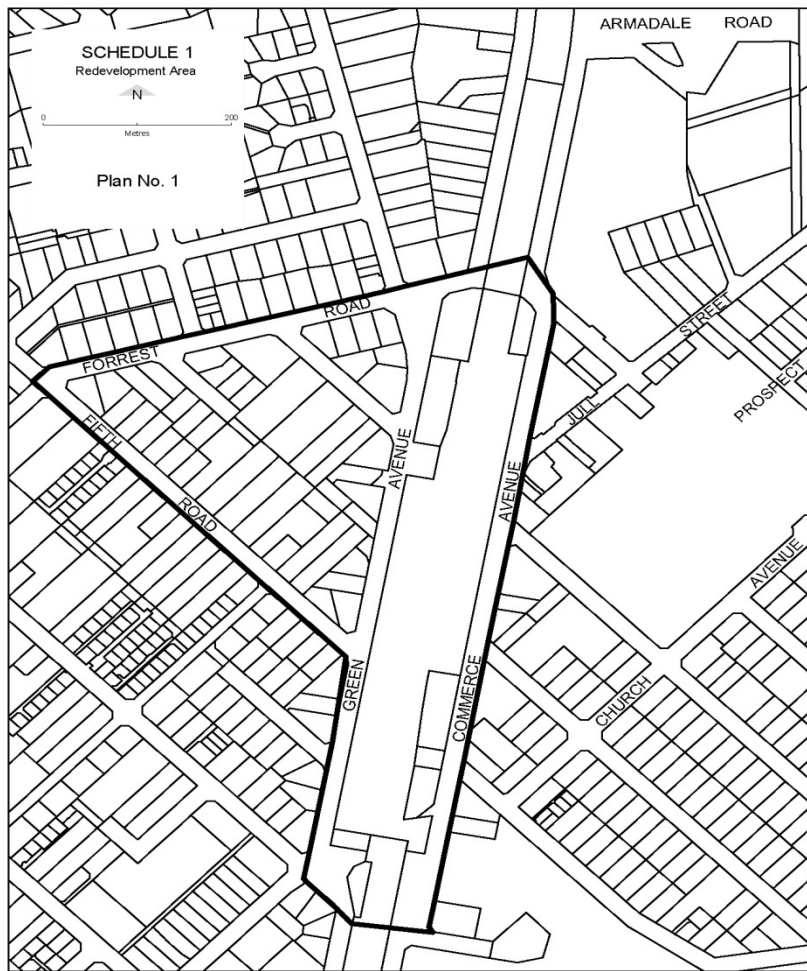 ARMADALE ROAD
SCHEDULE 1
Redevelopment Area
N
0 200
Metres
Plan No. 1
STREET
ROAD
FORREST
PROSPECT
JULL
FIFTH
AVENUE
AVENUE
ROAD
AVENUE
GREEN
COMMERCE
CHURCH